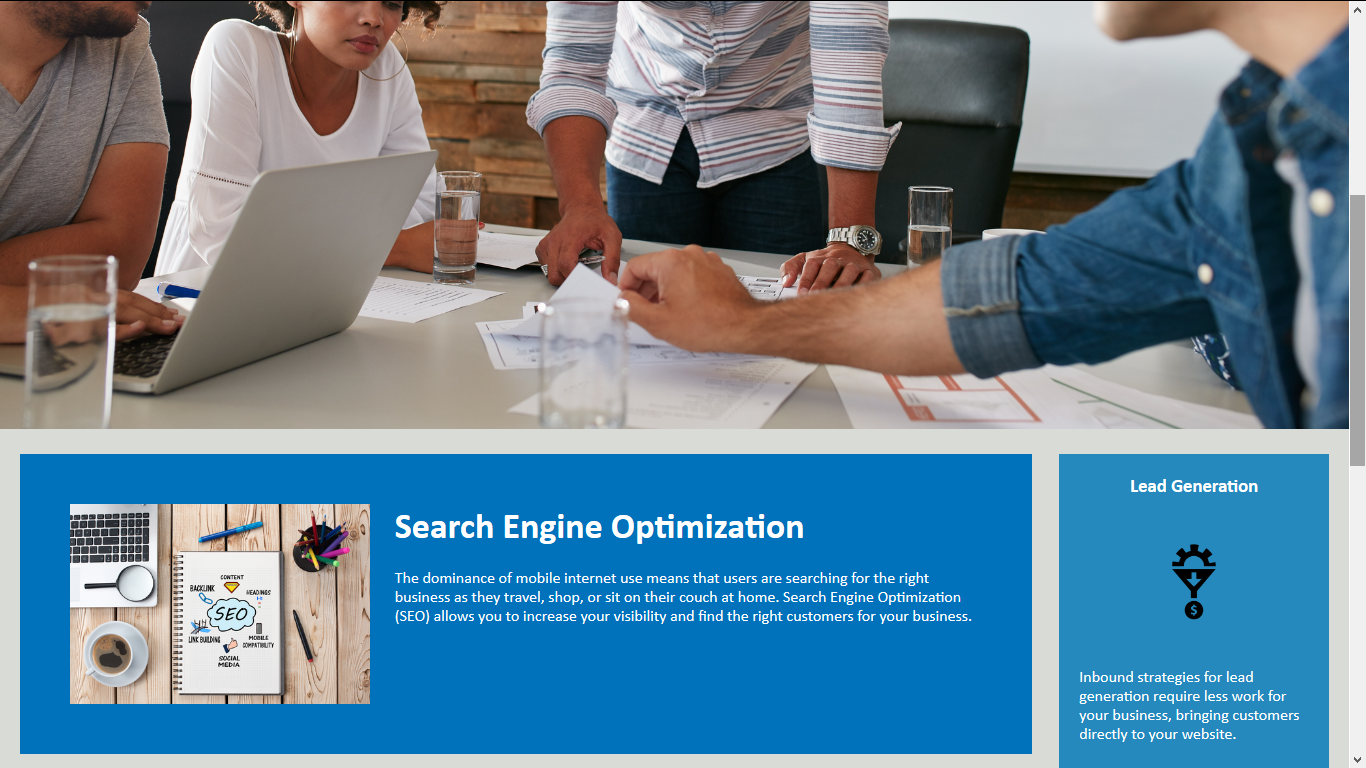 Search Engine Optimization
The dominance of mobile internet use means that users are searching for the right
business as they travel, shop, or sit on their couch at home. Search Engine Optimization
(SEO) allows you to increase your visibility and find the right customers for your business.
CONTENT
BACKLINK
HEADINGS
SEO
LINK BUILDING
MOBILE
COMPATIBILITY
SOCIAL
MEDIA
Lead Generation
$
Inbound strategies for lead
generation require less work for
your business, bringing customers
directly to your website.